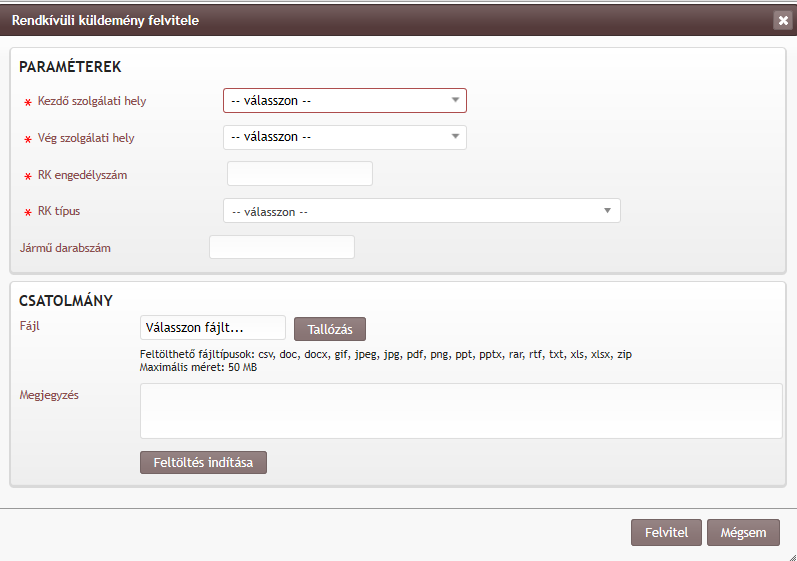 Rendkívüli küldemény felvitele
PARAMÉTEREK
* Kezdő szolgálati hely
-- válasszon --
* Vég szolgálati hely
-- válasszon --
* RK engedélyszám
* RK típus
-- válasszon --
Jármű darabszám
CSATOLMÁNY
Fájl
Válasszon fájlt...
Tallózás
Feltölthető fájltípusok: csv, doc, docx, gif, jpeg, jpg, pdf, png, ppt, pptx, rar, rtf, txt, xls, xlsx, zip
Maximális méret: 50 MB
Megjegyzés
Feltöltés indítása
Felvitel
Mégsem